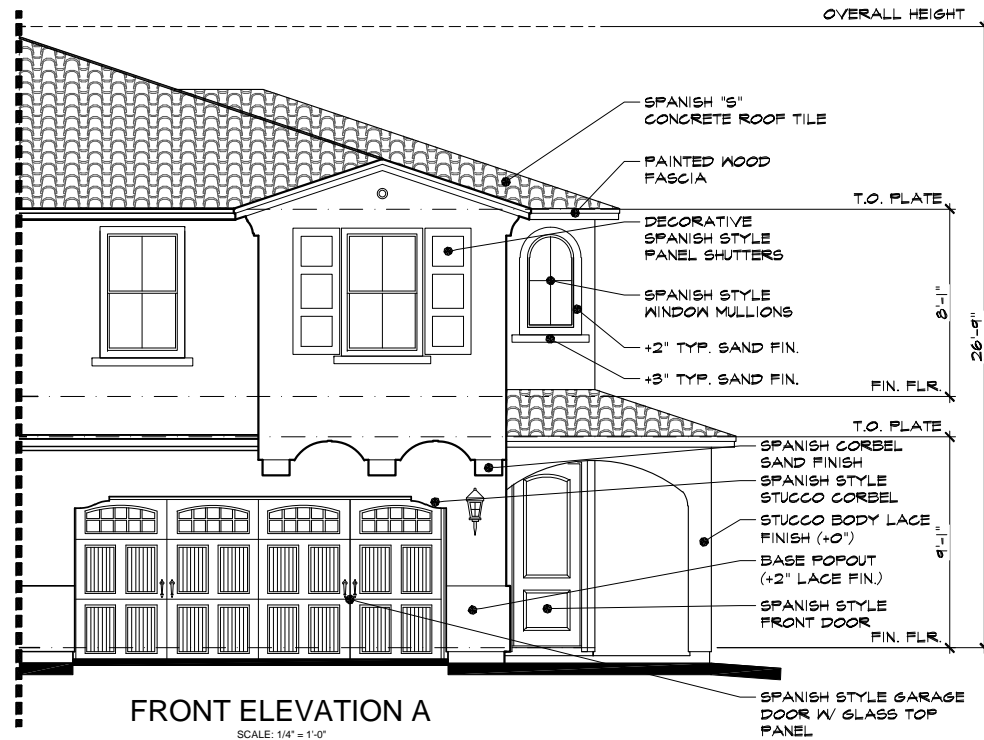 OVERALL HEIGHT
SPANISH "S"
CONCRETE ROOF TILE
PAINTED WOOD
FASCIA
T.O. PLATE
DECORATIVE
SPANISH STYLE
PANEL SHUTTERS
SPANISH STYLE
WINDOW MULLIONS
8'-1"
26'-9"
+2" TYP. SAND FIN.
+3" TYP. SAND FIN.
FIN. FLR.
T.O. PLATE
SPANISH CORBEL
SAND FINISH
SPANISH STYLE
STUCCO CORBEL
STUCCO BODY LACE
FINISH (+0")
9'-1"
BASE POPOUT
(+2" LACE FIN.)
SPANISH STYLE
FRONT DOOR
FIN. FLR.
SPANISH STYLE GARAGE
DOOR W/ GLASS TOP
PANEL
FRONT ELEVATION A
SCALE: 1/4" = 1'-0"